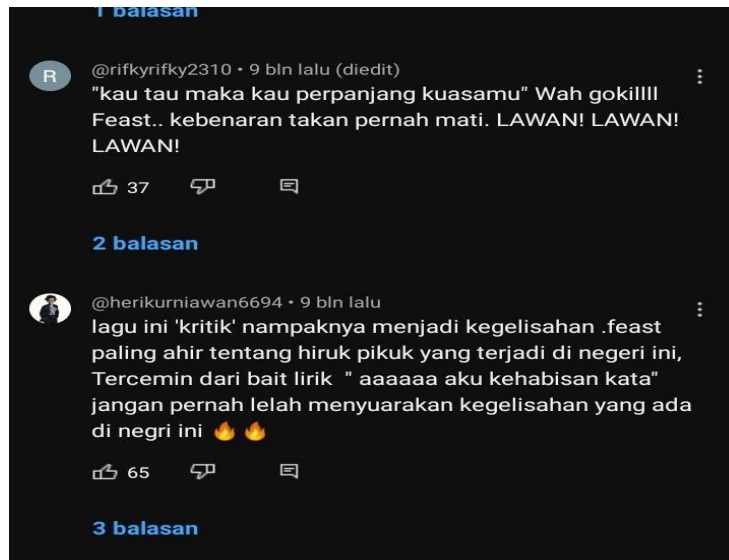 1 balasan
R
@rifkyrifky2310 • 9 bln lalu (diedit)
"kau tau maka kau perpanjang kuasamu" Wah gokillll
Feast.. kebenaran takan pernah mati. LAWAN! LAWAN!
LAWAN!
37
2 balasan
@herikurniawan6694 • 9 bln lalu
lagu ini 'kritik' nampaknya menjadi kegelisahan .feast
paling ahir tentang hiruk pikuk yang terjadi di negeri ini,
Tercemin dari bait lirik " aaaaaa aku kehabisan kata"
jangan pernah lelah menyuarakan kegelisahan yang ada
di negri ini 🔥 🔥
65
3 balasan